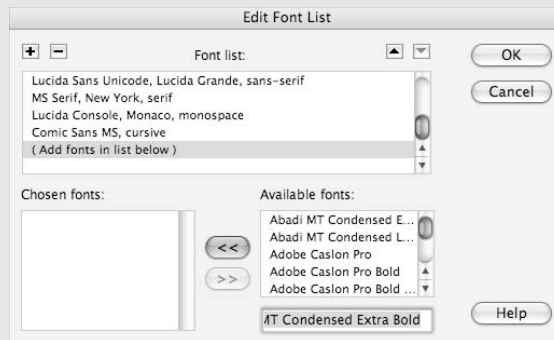 Edit Font List
Font list:
OK
Lucida Sans Unicode, Lucida Grande, sans-serif
MS Serif, New York, serif
Lucida Console, Monaco, monospace
Comic Sans MS, cursive
( Add fonts in list below )
Cancel
Chosen fonts:
Available fonts:
Abadi MT Condensed E...
Abadi MT Condensed L...
Adobe Caslon Pro
Adobe Caslon Pro Bold
Adobe Caslon Pro Bold ...
<<
>>
MT Condensed Extra Bold
Help